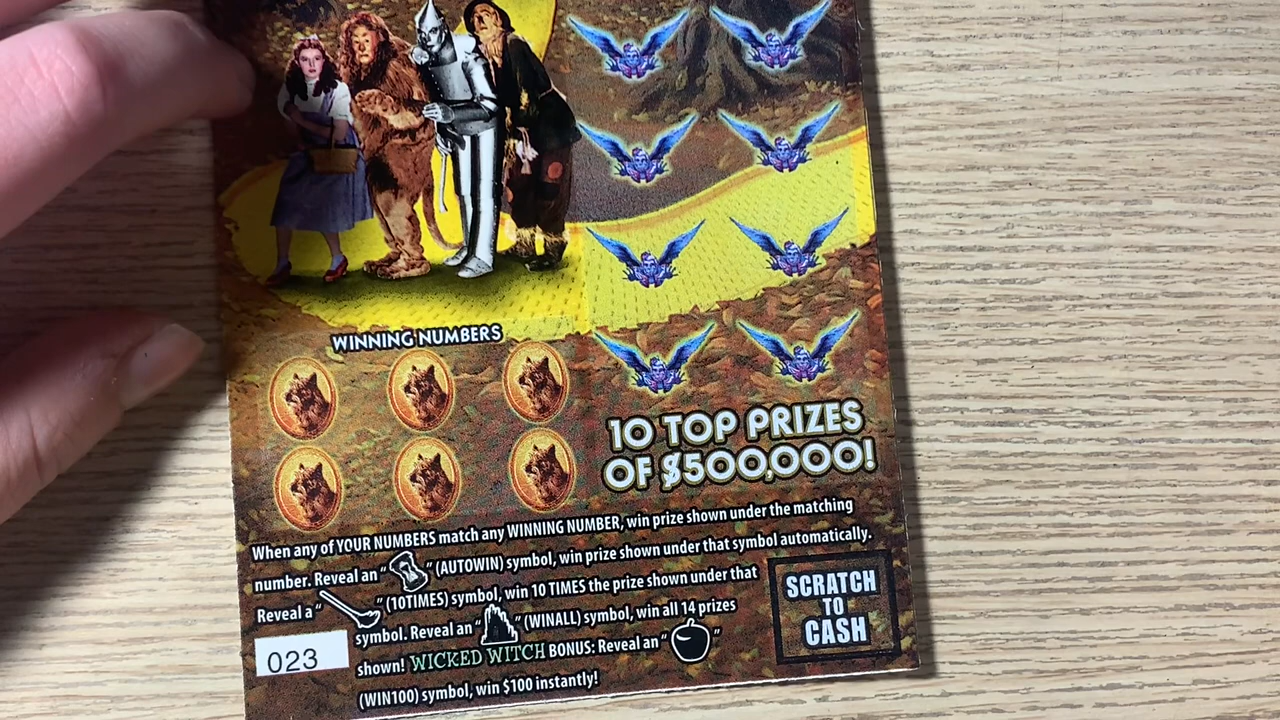 WINNING NUMBERS
10 TOP PRIZES
OF $500,000!
When any of YOUR NUMBERS match any WINNING NUMBER, win prize shown under the matching
number. Reveal an " " (AUTOWIN) symbol, win prize shown under that symbol automatically.
Reveal a " " (10TIMES) symbol, win 10 TIMES the prize shown under that
symbol. Reveal an " " (WINALL) symbol, win all 14 prizes
shown! WICKED WITCH BONUS: Reveal an " "
(WIN100) symbol, win $100 instantly!
023
SCRATCH
TO
CASH